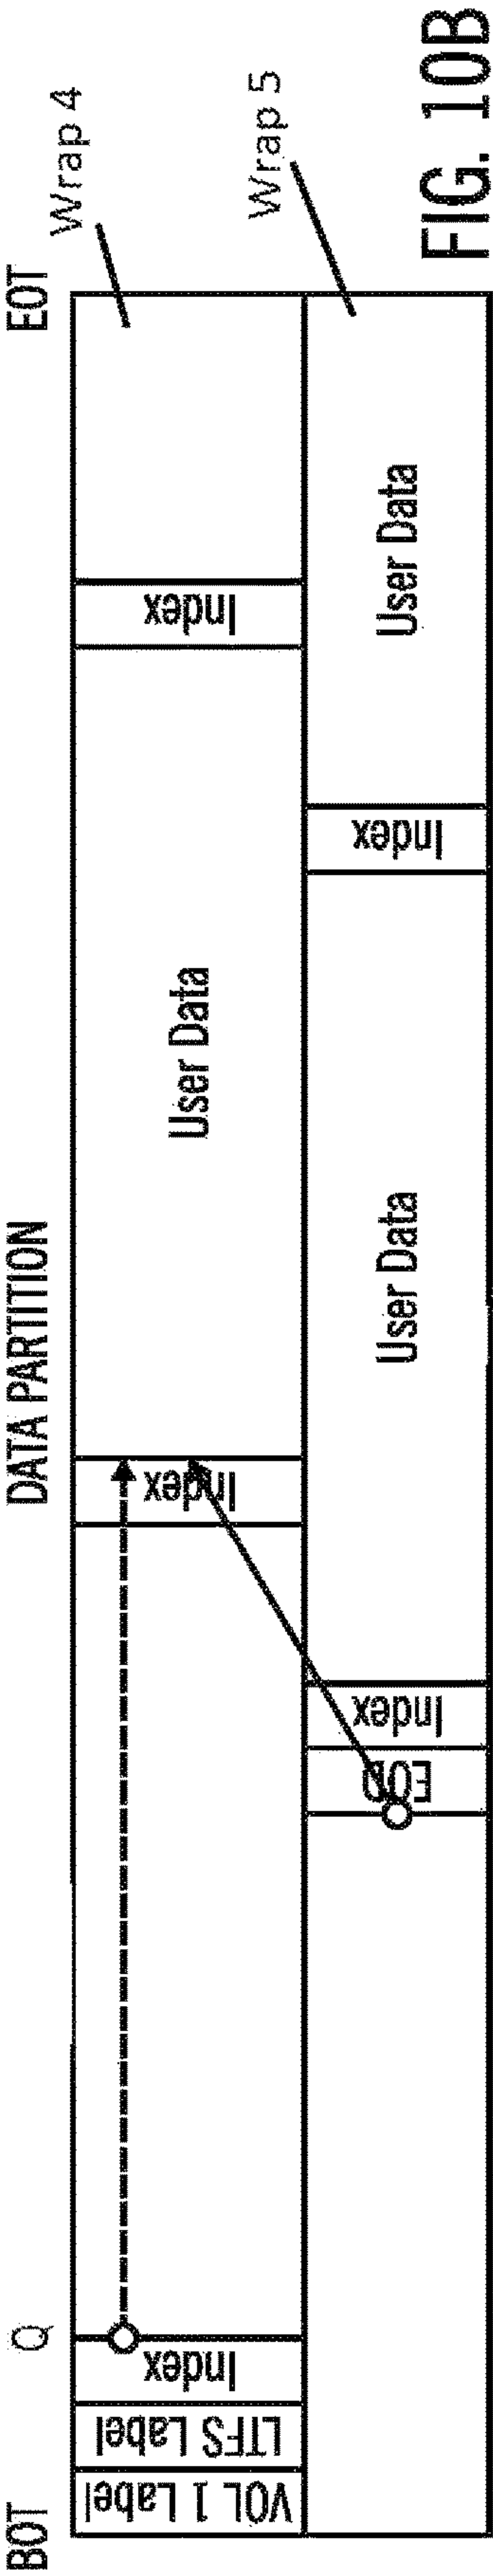 DATA PARTITION
BOT
Q
EOT
Wrap 4
VOL 1 Label
LTFS Label
Index
Index
User Data
Index
Wrap 5
EOD
Index
User Data
Index
User Data
FIG. 10B